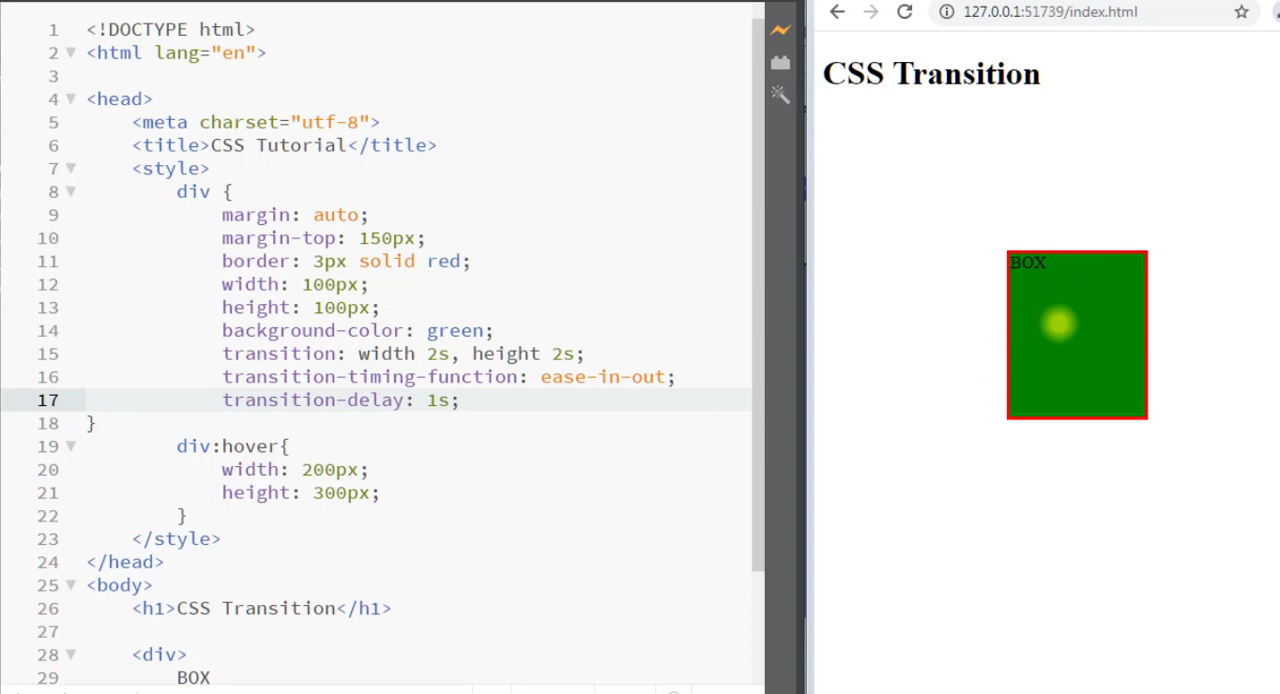 1 <!DOCTYPE html>
2 <html lang="en">
3
4 <head>
5 <meta charset="utf-8">
6 <title>CSS Tutorial</title>
7 <style>
8 div {
9 margin: auto;
10 margin-top: 150px;
11 border: 3px solid red;
12 width: 100px;
13 height: 100px;
14 background-color: green;
15 transition: width 2s, height 2s;
16 transition-timing-function: ease-in-out;
17 transition-delay: 1s;
18 }
19 div:hover{
20 width: 200px;
21 height: 300px;
22 }
23 </style>
24 </head>
25 <body>
26 <h1>CSS Transition</h1>
27
28 <div>
29 BOX
127.0.0.1:51739/index.html
CSS Transition
BOX